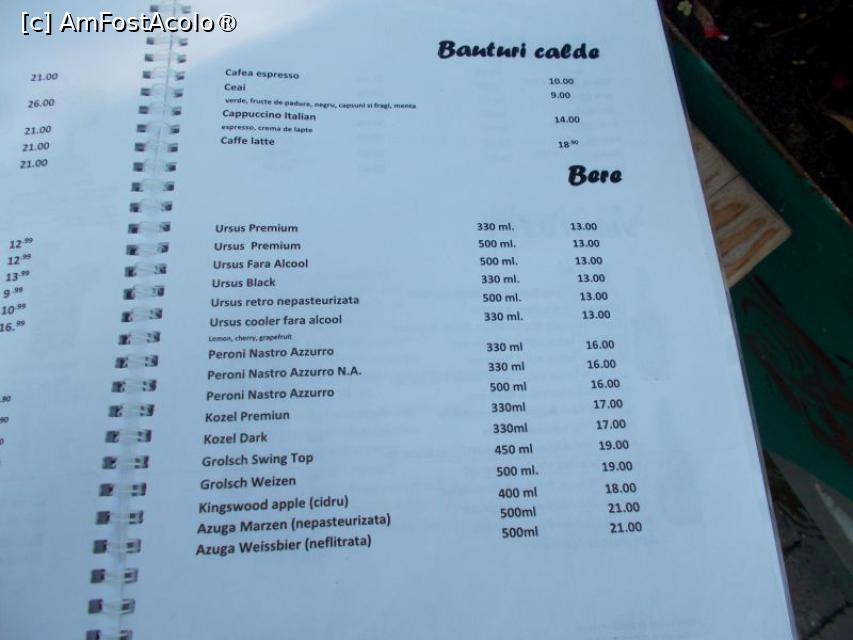 [c] AmFostAcolo®
21.00
26.00
21.00
21.00
21.00
12.99
12.99
13.99
9.99
10.99
16.99
.90
.90
Bauturi calde
Cafea espresso 10.00
Ceai 9.00
verde, fructe de padure, negru, capsuni si fragi, menta
Cappuccino Italian 14.00
espresso, crema de lapte
Caffe latte 18.90
Bere
Ursus Premium 330 ml. 13.00
Ursus Premium 500 ml. 13.00
Ursus Fara Alcool 500 ml. 13.00
Ursus Black 330 ml. 13.00
Ursus retro nepasteurizata 500 ml. 13.00
Ursus cooler fara alcool 330 ml. 13.00
Lemon, cherry, grapefruit
Peroni Nastro Azzurro 330 ml 16.00
Peroni Nastro Azzurro N.A. 330 ml 16.00
Peroni Nastro Azzurro 500 ml 16.00
Kozel Premiun 330ml 17.00
Kozel Dark 330ml 17.00
Grolsch Swing Top 450 ml 19.00
Grolsch Weizen 500 ml. 19.00
Kingswood apple (cidru) 400 ml 18.00
Azuga Marzen (nepasteurizata) 500ml 21.00
Azuga Weissbier (neflitrata) 500ml 21.00